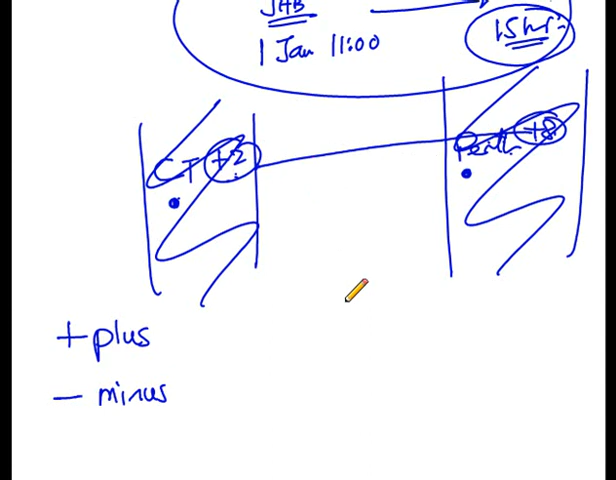 JHB
1 Jan 11:00
15hr
CT +2
Perth +8
+ plus
− minus